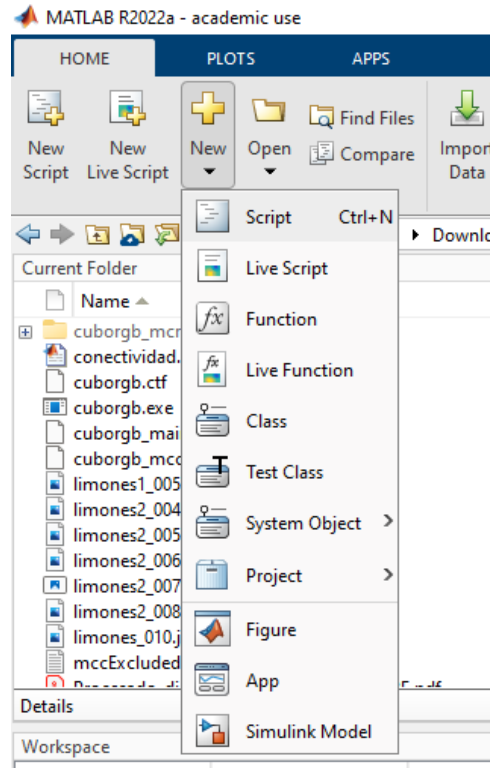 MATLAB R2022a - academic use
HOME PLOTS APPS
New Script
New Live Script
New
Open
Find Files
Compare
Import Data
Script Ctrl+N
Live Script
Function
Live Function
Class
Test Class
System Object
Project
Figure
App
Simulink Model
Current Folder
Name
cuborgb_mcr
conectividad.
cuborgb.ctf
cuborgb.exe
cuborgb_mai
cuborgb_mcc
limones1_005
limones2_004
limones2_005
limones2_006
limones2_007
limones2_008
limones_010.j
mccExcluded
Details
Workspace